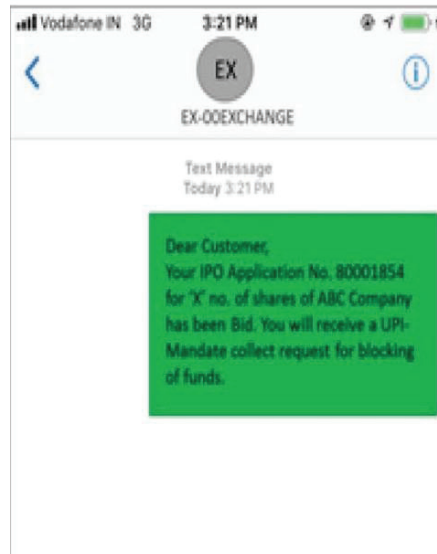 Vodafone IN 3G 3:21 PM
EX
EX-00EXCHANGE
Text Message
Today 3:21 PM
Dear Customer,
Your IPO Application No. 80001854
for 'X' no. of shares of ABC Company
has been Bid. You will receive a UPI-
Mandate collect request for blocking
of funds.